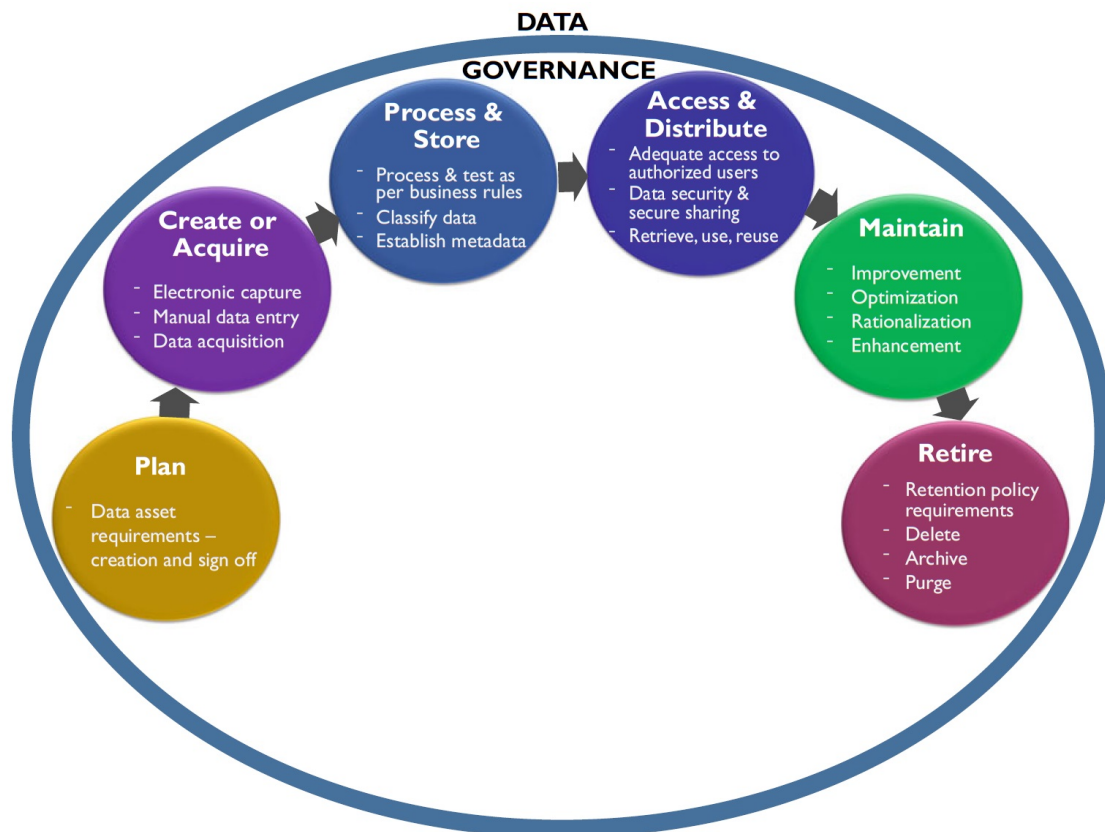 DATA
GOVERNANCE
Plan
- Data asset
requirements –
creation and sign off
Create or
Acquire
- Electronic capture
- Manual data entry
- Data acquisition
Process &
Store
- Process & test as
per business rules
- Classify data
- Establish metadata
Access &
Distribute
- Adequate access to
authorized users
- Data security &
secure sharing
- Retrieve, use, reuse
Maintain
- Improvement
- Optimization
- Rationalization
- Enhancement
Retire
- Retention policy
requirements
- Delete
- Archive
- Purge